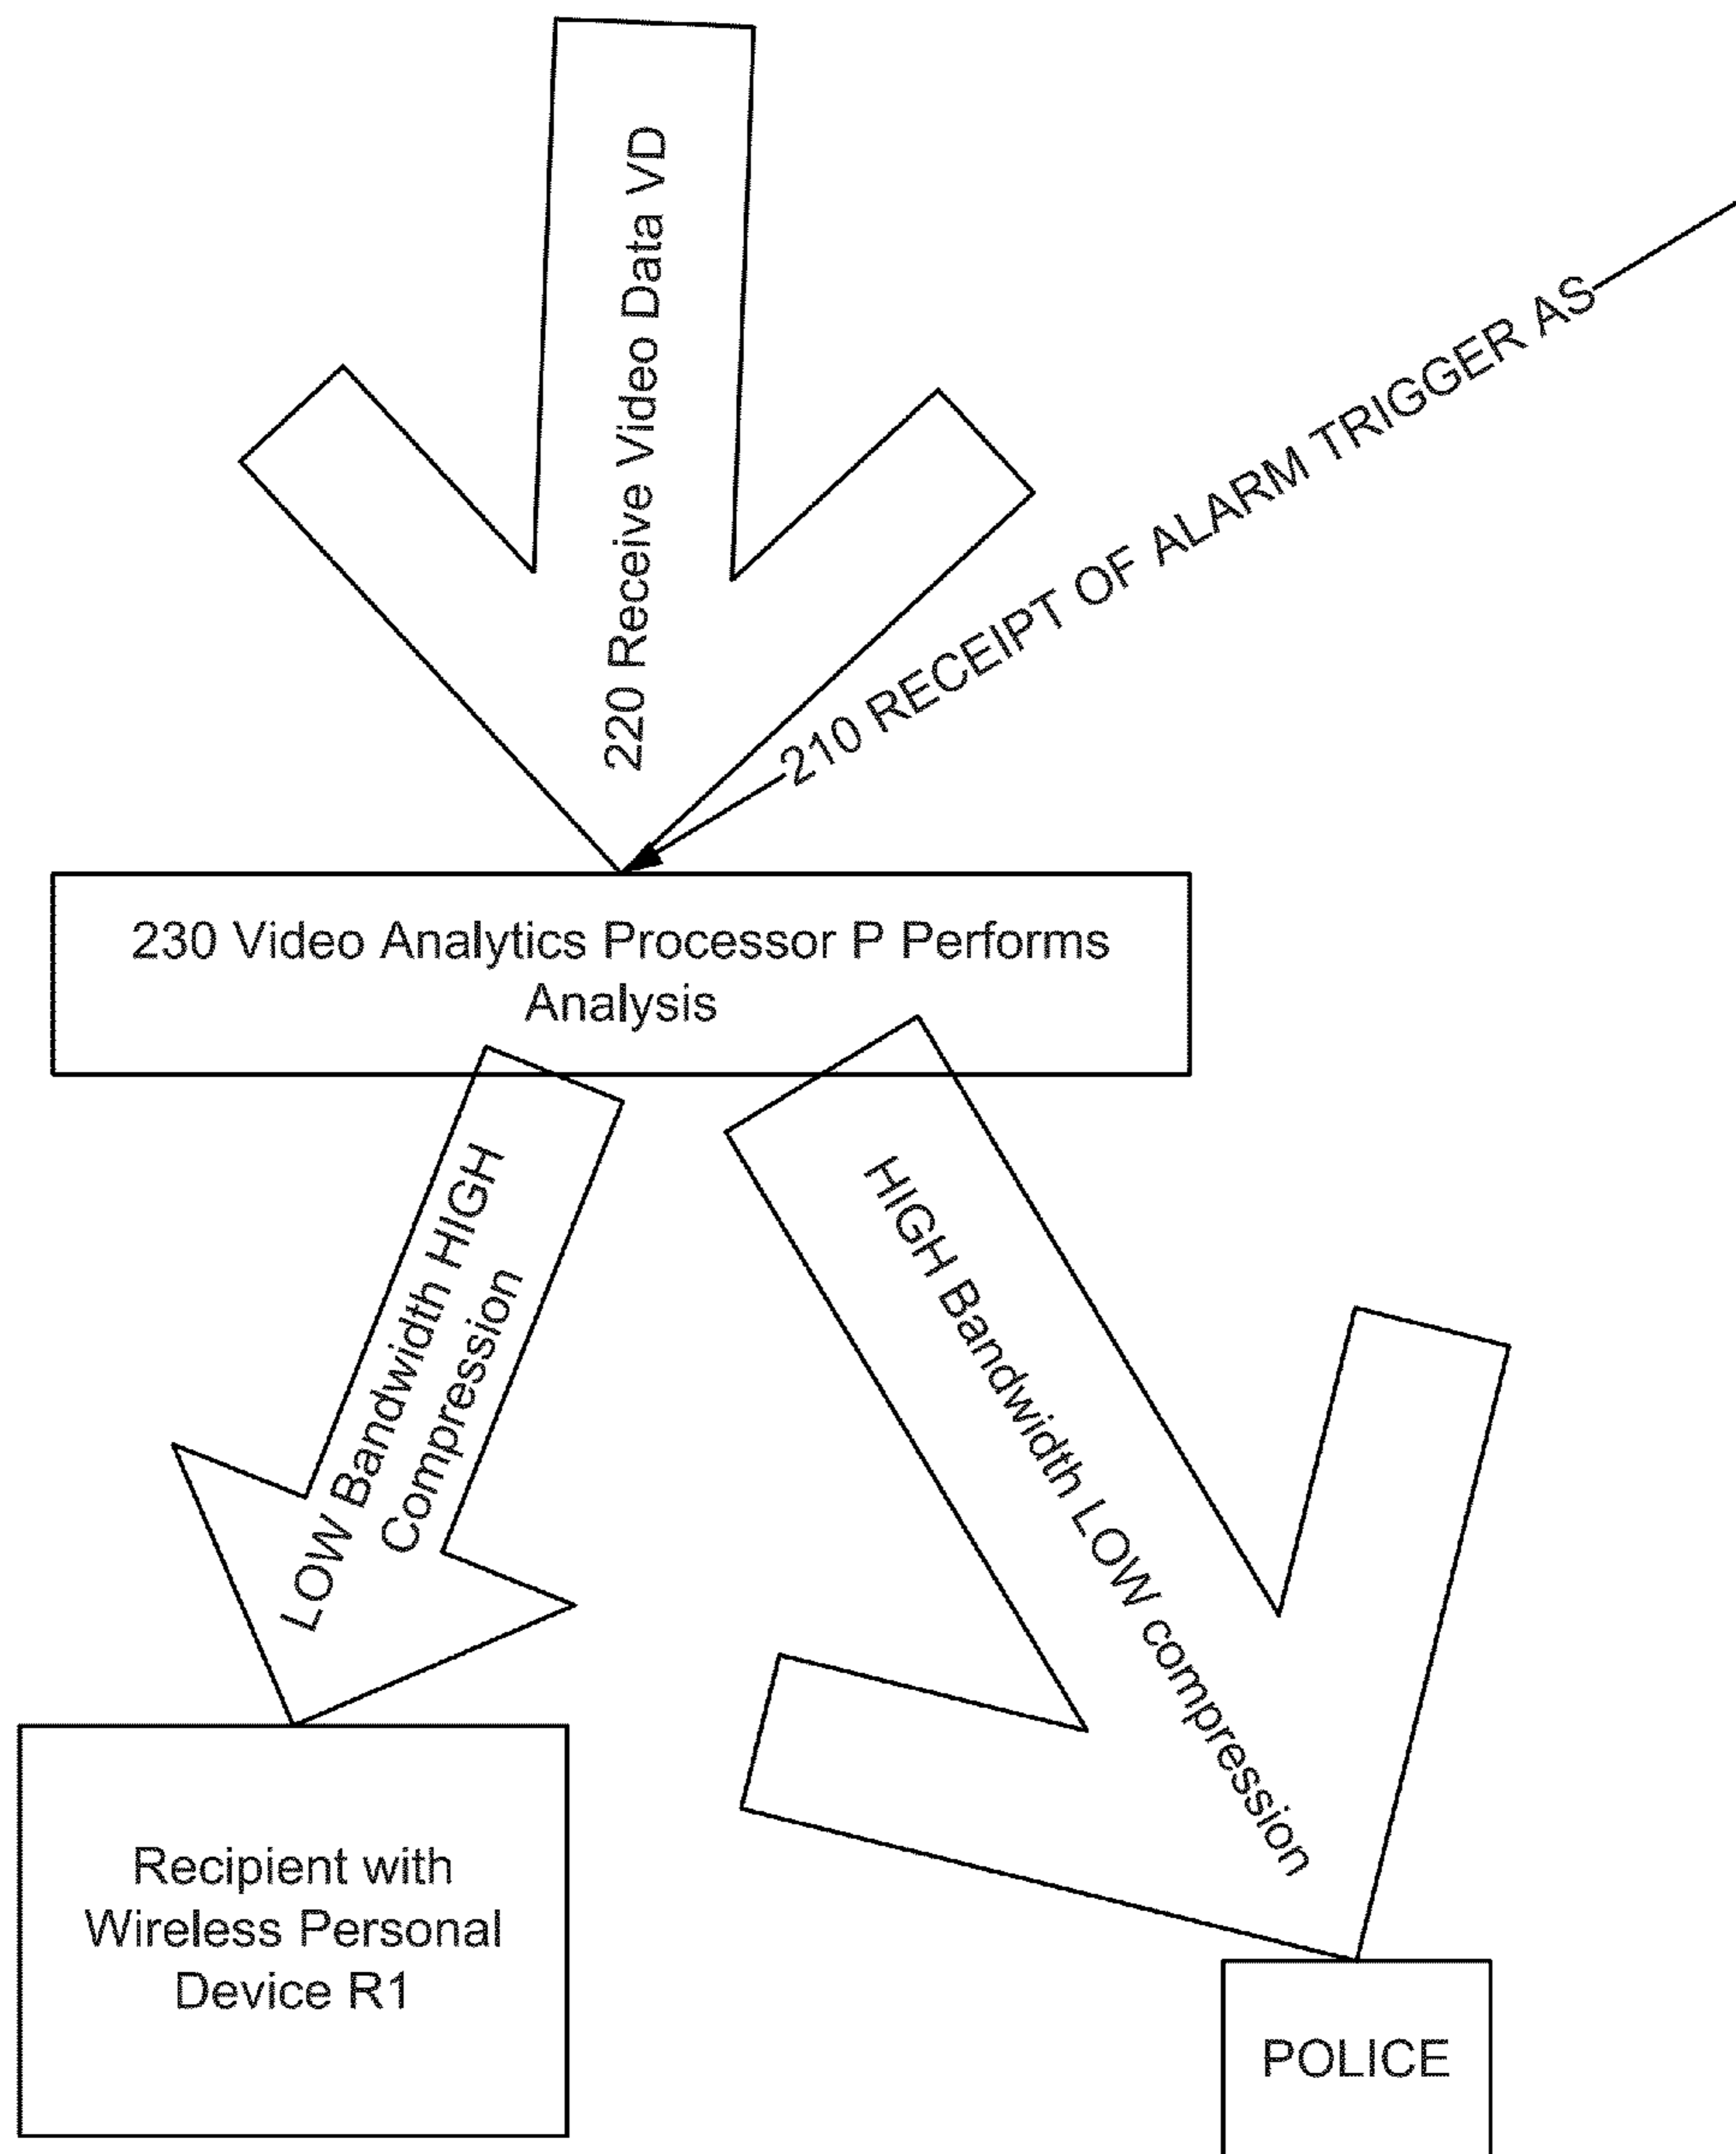 220 Receive Video Data VD
210 RECEIPT OF ALARM TRIGGER AS
230 Video Analytics Processor P Performs
Analysis
LOW Bandwidth HIGH
Compression
HIGH Bandwidth LOW compression
Recipient with
Wireless Personal
Device R1
POLICE